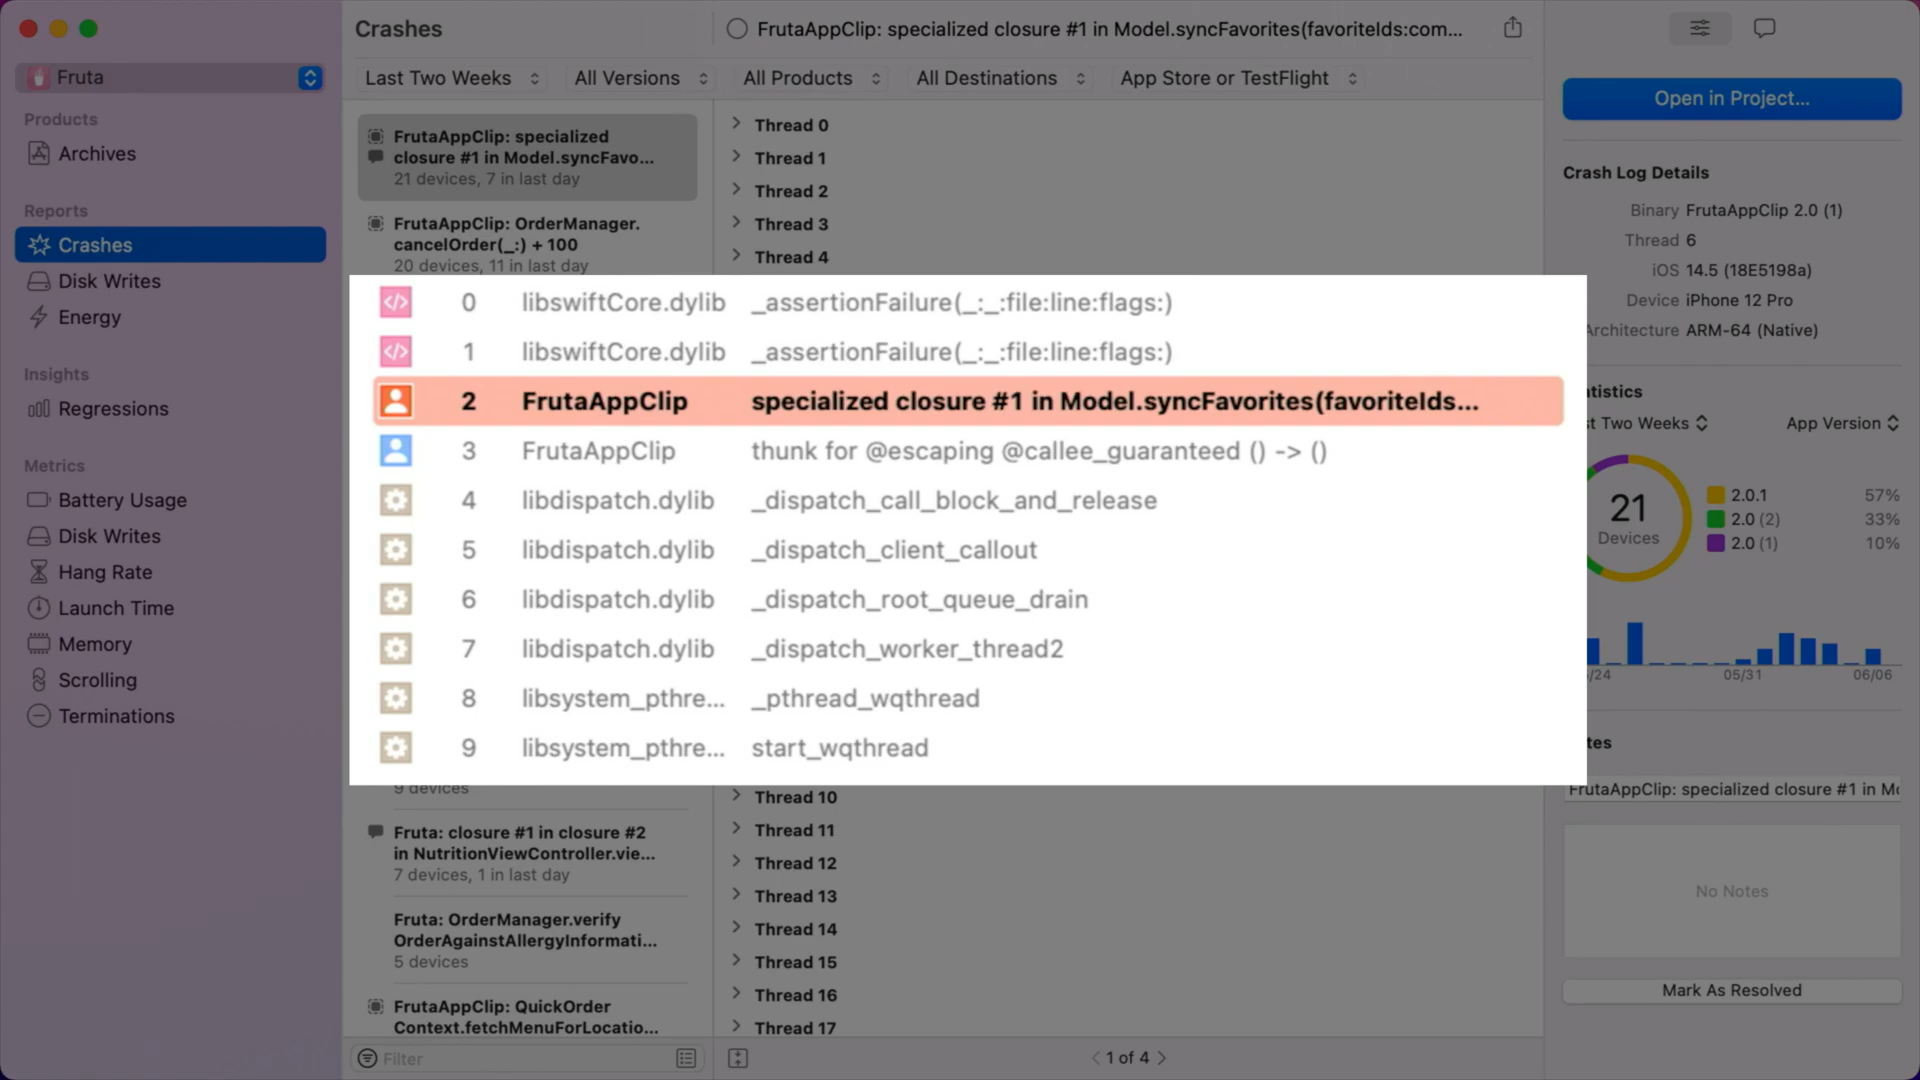 Fruta
Products
Archives
Reports
Crashes
Disk Writes
Energy
Insights
Regressions
Metrics
Battery Usage
Disk Writes
Hang Rate
Launch Time
Memory
Scrolling
Terminations
Crashes
FrutaAppClip: specialized closure #1 in Model.syncFavorites(favoriteIds:com...
Last Two Weeks
All Versions
All Products
All Destinations
App Store or TestFlight
FrutaAppClip: specialized
closure #1 in Model.syncFavo...
21 devices, 7 in last day
FrutaAppClip: OrderManager.
cancelOrder(_:) + 100
20 devices, 11 in last day
Thread 0
Thread 1
Thread 2
Thread 3
Thread 4
0 libswiftCore.dylib _assertionFailure(_:_:file:line:flags:)
1 libswiftCore.dylib _assertionFailure(_:_:file:line:flags:)
2 FrutaAppClip specialized closure #1 in Model.syncFavorites(favoriteIds...
3 FrutaAppClip thunk for @escaping @callee_guaranteed () -> ()
4 libdispatch.dylib _dispatch_call_block_and_release
5 libdispatch.dylib _dispatch_client_callout
6 libdispatch.dylib _dispatch_root_queue_drain
7 libdispatch.dylib _dispatch_worker_thread2
8 libsystem_pthre... _pthread_wqthread
9 libsystem_pthre... start_wqthread
9 devices
Fruta: closure #1 in closure #2
in NutritionViewController.vie...
7 devices, 1 in last day
Fruta: OrderManager.verify
OrderAgainstAllergyInformati...
5 devices
FrutaAppClip: QuickOrder
Context.fetchMenuForLocatio...
Filter
Thread 10
Thread 11
Thread 12
Thread 13
Thread 14
Thread 15
Thread 16
Thread 17
1 of 4
Open in Project...
Crash Log Details
Binary FrutaAppClip 2.0 (1)
Thread 6
iOS 14.5 (18E5198a)
Device iPhone 12 Pro
Architecture ARM-64 (Native)
tistics
st Two Weeks
App Version
21
Devices
2.0.1 57%
2.0 (2) 33%
2.0 (1) 10%
/24
05/31
06/06
tes
FrutaAppClip: specialized closure #1 in Mo
No Notes
Mark As Resolved